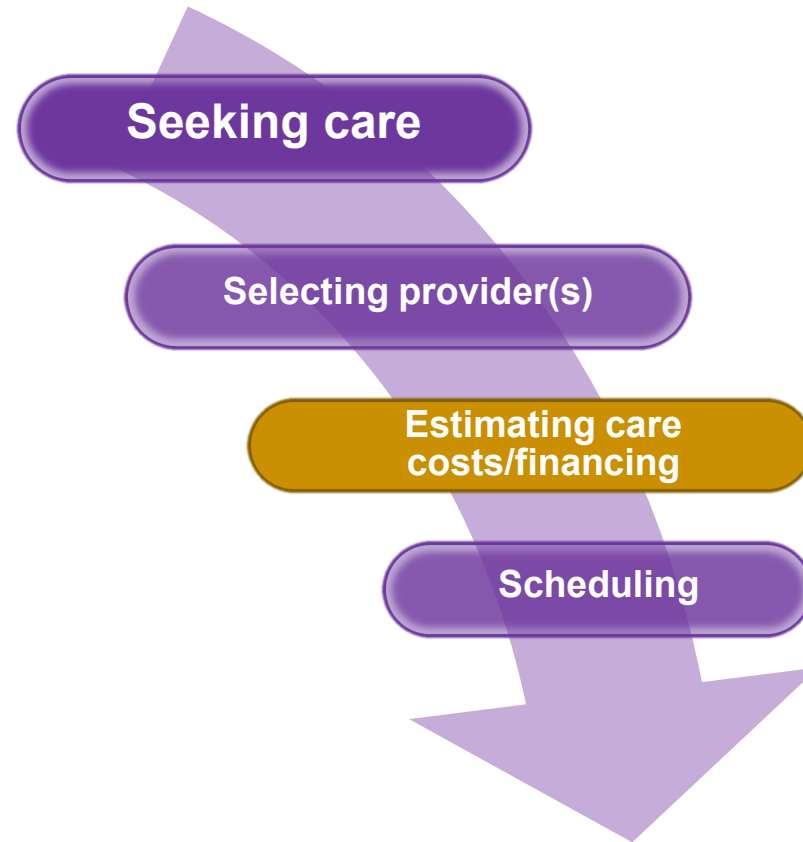 Seeking care
Selecting provider(s)
Estimating care
costs/financing
Scheduling